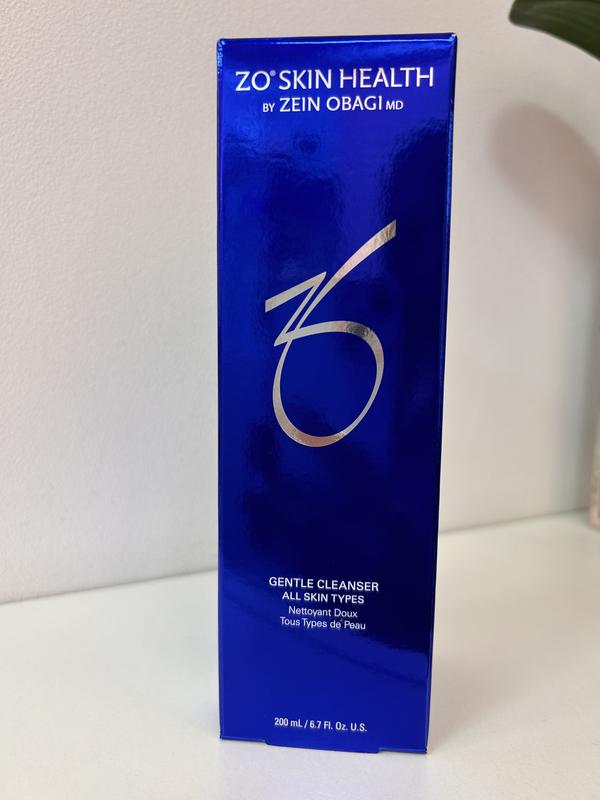 ZO® SKIN HEALTH
BY ZEIN OBAGI MD
ZO
GENTLE CLEANSER
ALL SKIN TYPES
Nettoyant Doux
Tous Types de Peau
200 mL / 6.7 Fl. Oz. U.S.